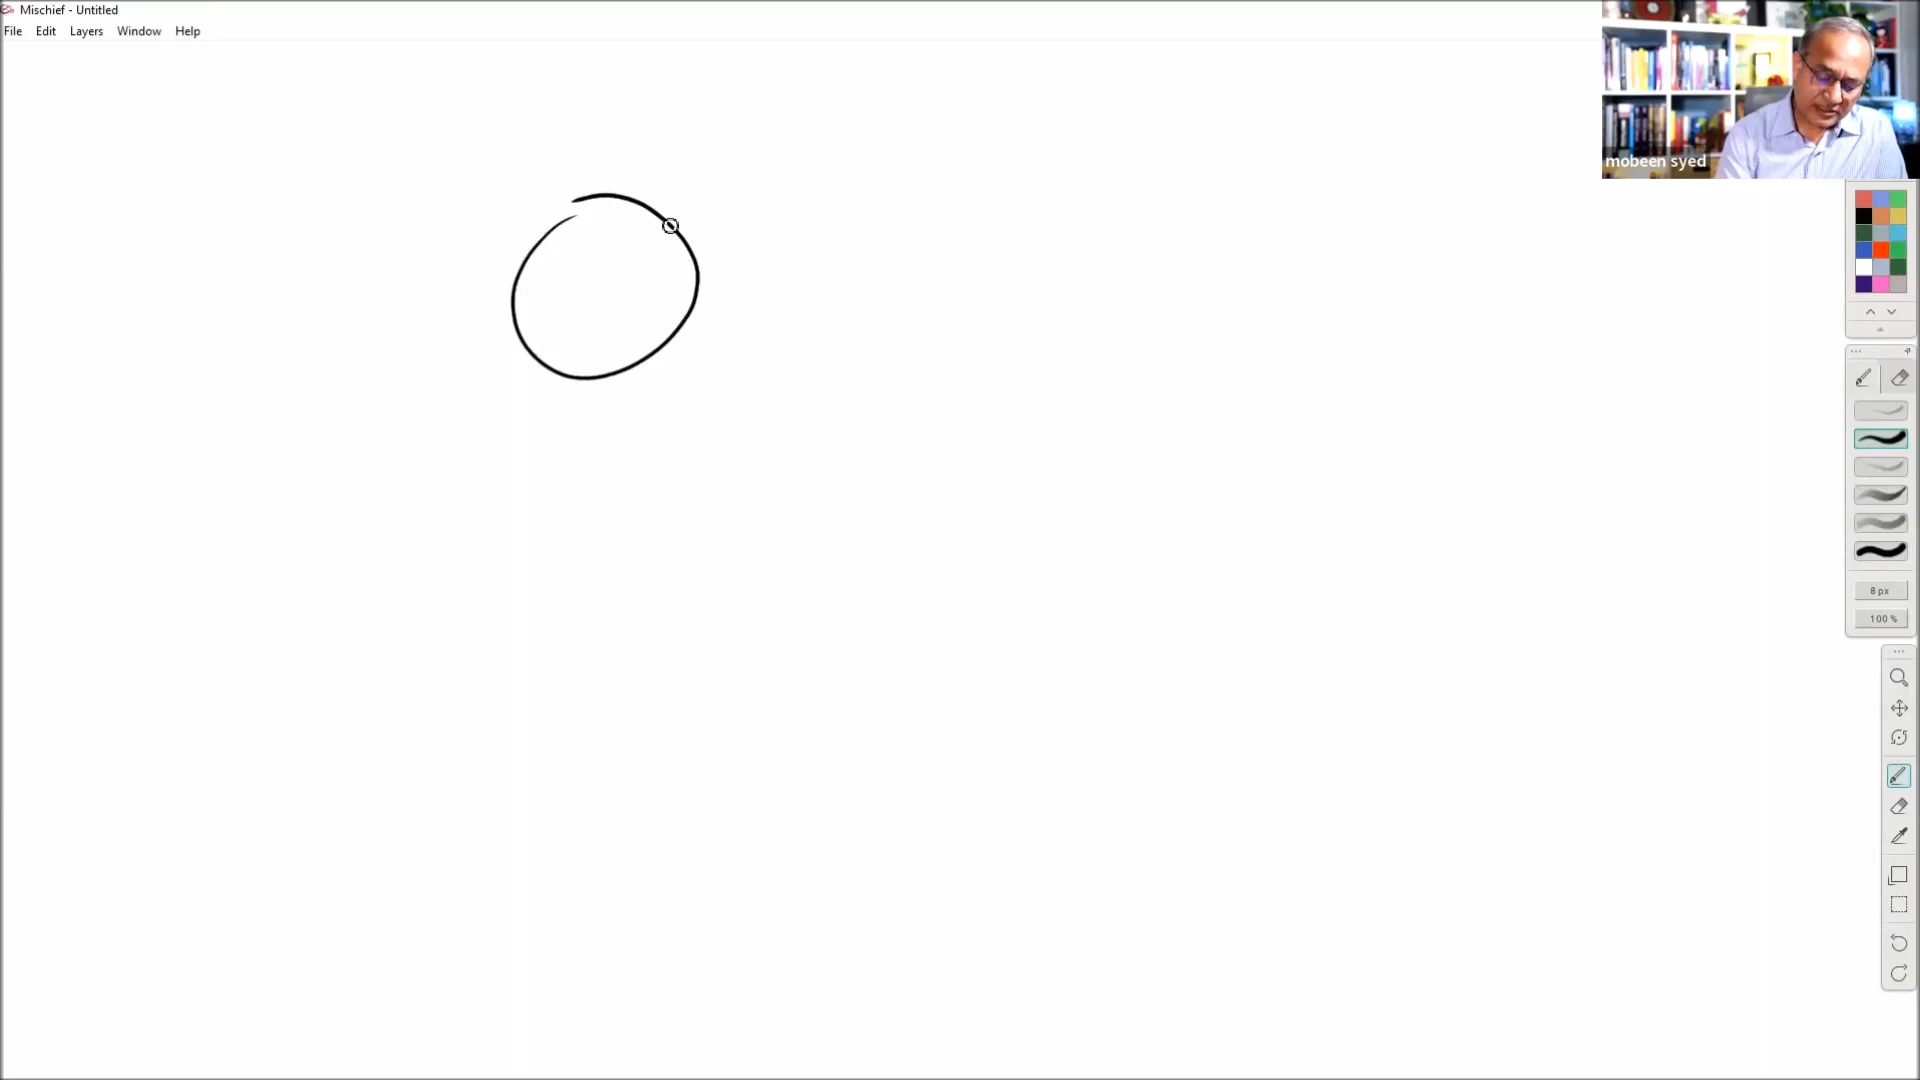 Mischief - Untitled
File Edit Layers Window Help
mobeen syed
8 px
100 %